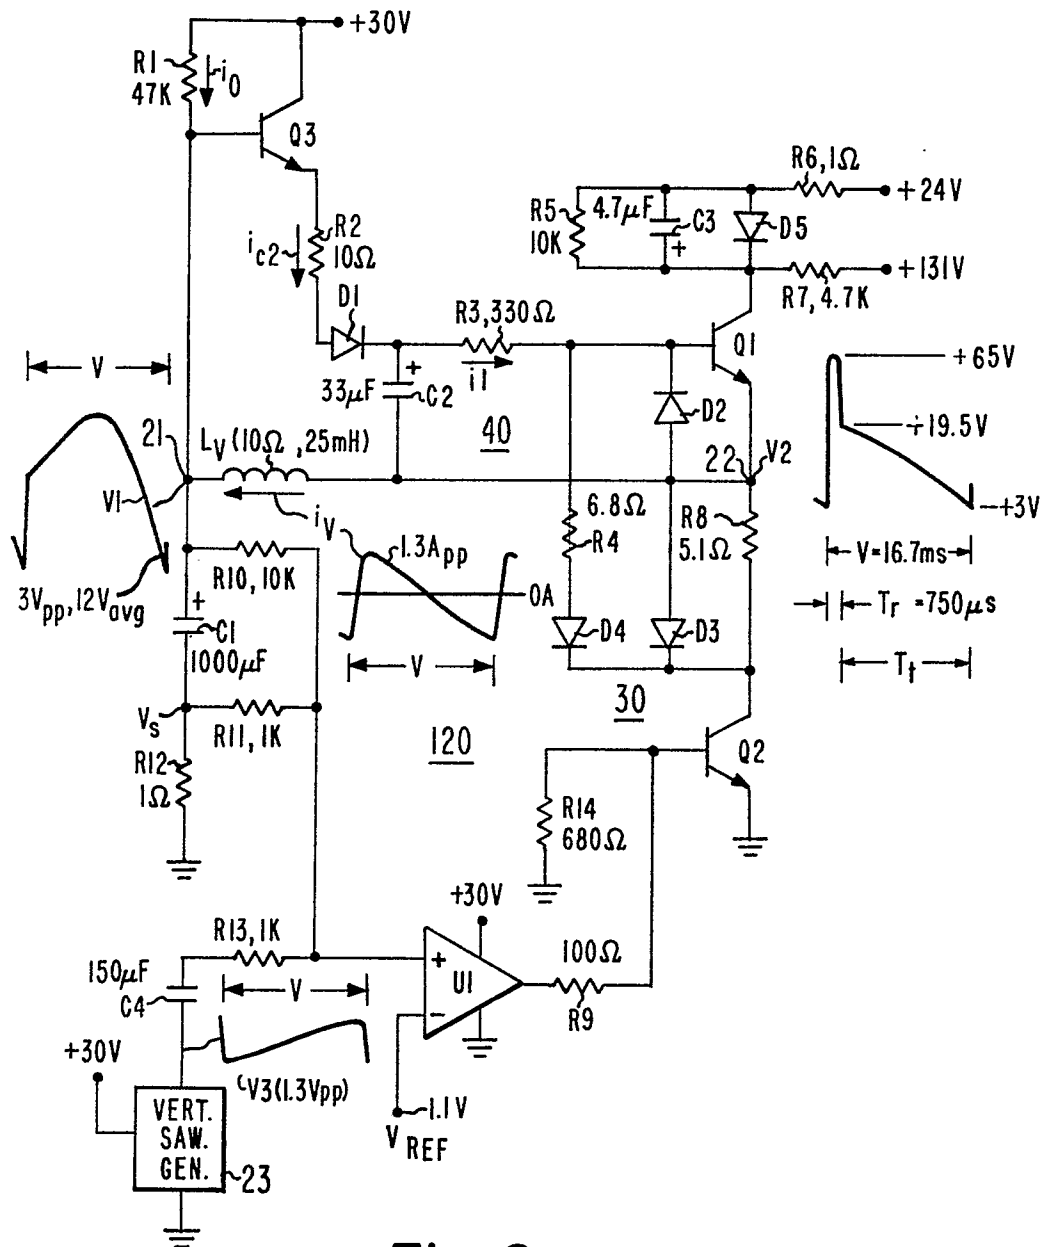 +30V
R1
47K
i0
Q3
R6, 1Ω
+24V
R5
10K
4.7μF
C3
+
D5
+131V
R7, 4.7K
R2
10Ω
ic2
D1
R3, 330Ω
i1
Q1
+
33μF
C2
D2
40
V
+65V
+19.5V
+3V
V=16.7ms
Tr =750μs
Tt
21
LV (10Ω, 25mH)
V1
iV
22
V2
6.8Ω
R4
R8
5.1Ω
1.3App
0A
V
3Vpp, 12Vavg
R10, 10K
+
C1
1000μF
D4
D3
30
Vs
R11, 1K
120
R12
1Ω
Q2
R14
680Ω
+30V
R13, 1K
150μF
C4
V
+
U1
−
100Ω
R9
+30V
V3 (1.3Vpp)
1.1V
VREF
VERT.
SAW.
GEN.
23